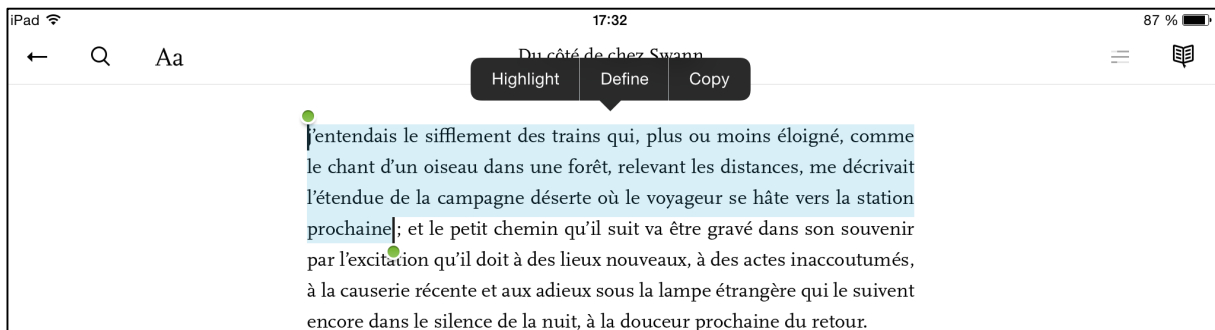 iPad 17:32 87 %
Aa Du côté de chez Swann
Highlight Define Copy
j'entendais le sifflement des trains qui, plus ou moins éloigné, comme
le chant d'un oiseau dans une forêt, relevant les distances, me décrivait
l'étendue de la campagne déserte où le voyageur se hâte vers la station
prochaine ; et le petit chemin qu'il suit va être gravé dans son souvenir
par l'excitation qu'il doit à des lieux nouveaux, à des actes inaccoutumés,
à la causerie récente et aux adieux sous la lampe étrangère qui le suivent
encore dans le silence de la nuit, à la douceur prochaine du retour.